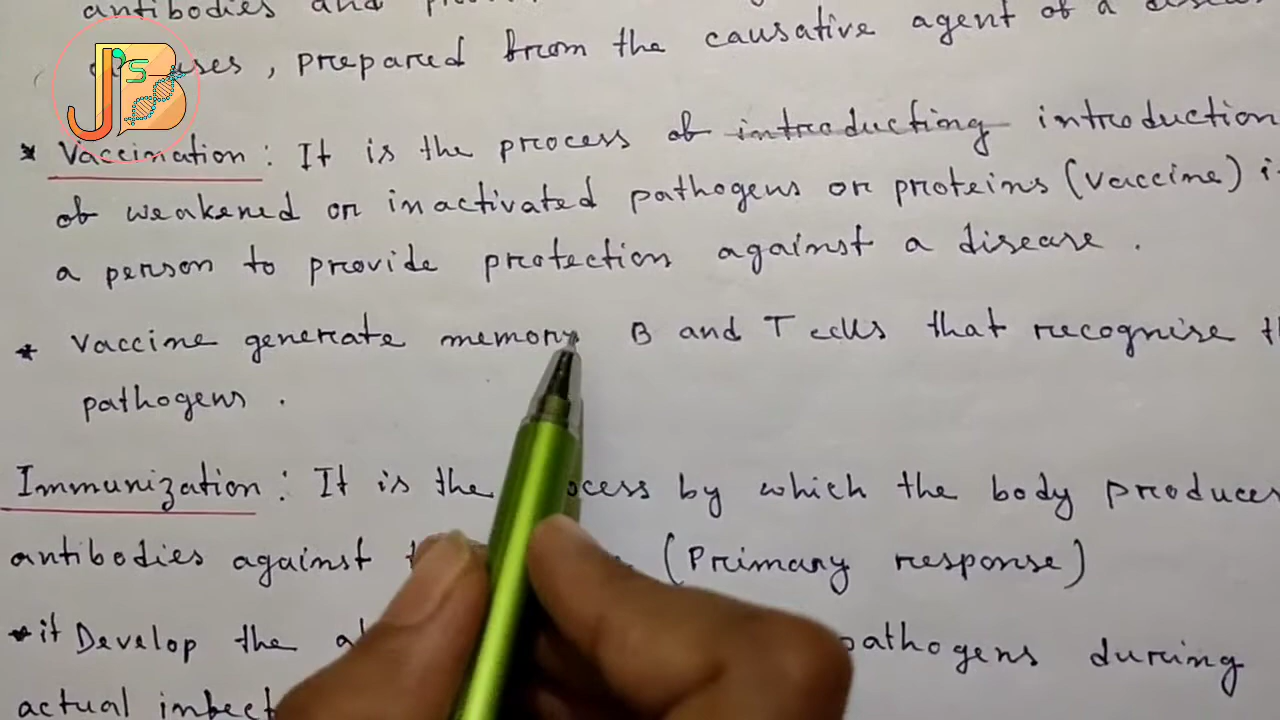 antibodies and
, prepared from the causative agent of a
* Vaccination : It is the process of introducting introduction
of weakened or inactivated pathogens or proteins (vaccine)
a person to provide protection against a disease .
* Vaccine generate memory B and T cells that recognise
pathogens .
Immunization : It is the by which the body produces
antibodies against (Primary response)
* it Develop the pathogens during
actual
JB'S